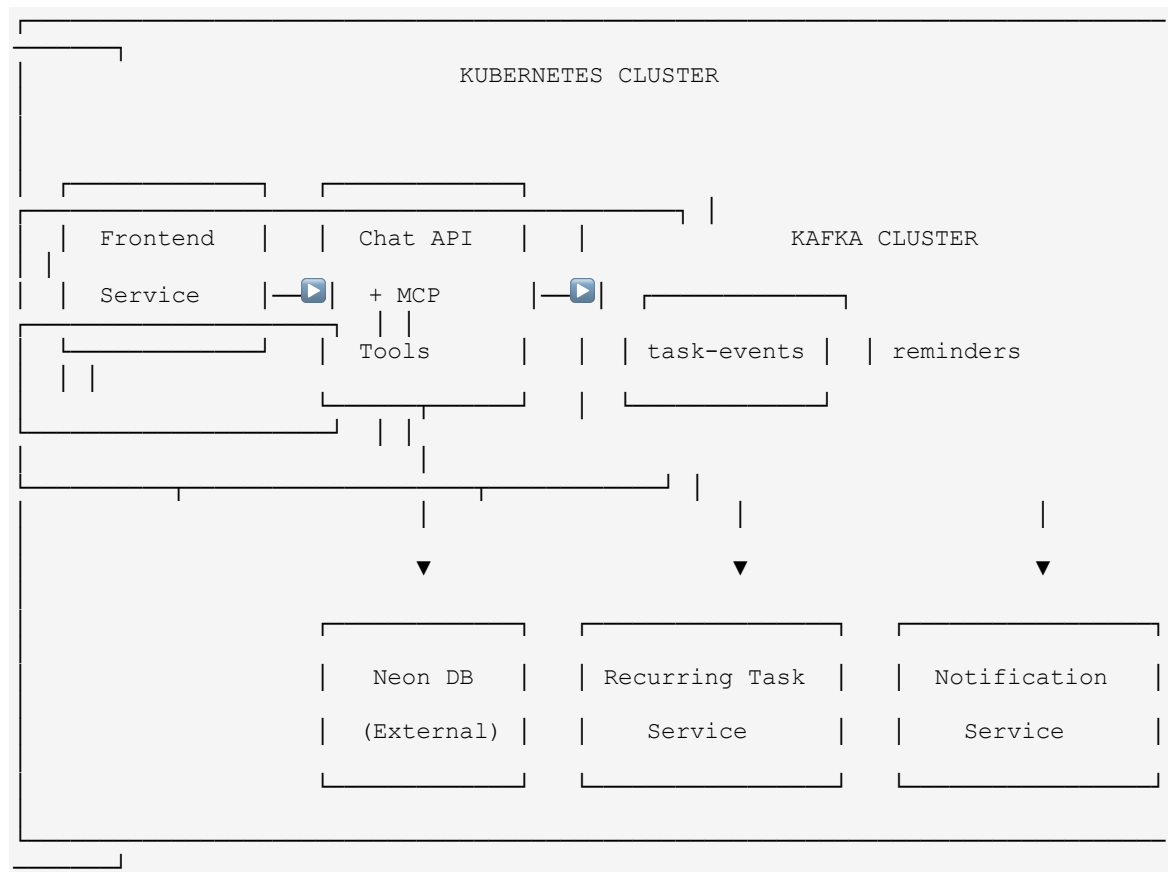 KUBERNETES CLUSTER
Frontend Chat API KAFKA CLUSTER
Service + MCP
Tools task-events reminders
Neon DB Recurring Task Notification
(External) Service Service